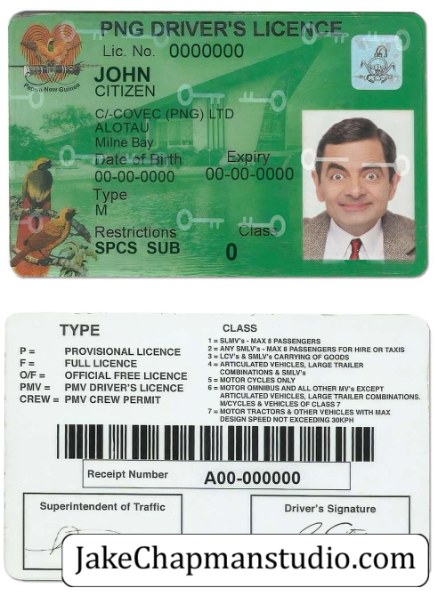 PNG DRIVER'S LICENCE
Lic. No. 0000000
Papua New Guinea
JOHN
CITIZEN
C/-COVEC (PNG) LTD
ALOTAU
Milne Bay
Date of Birth Expiry
00-00-0000 00-00-0000
Type
M
Restrictions Class
SPCS SUB 0
TYPE
P = PROVISIONAL LICENCE
F = FULL LICENCE
O/F = OFFICIAL FREE LICENCE
PMV = PMV DRIVER'S LICENCE
CREW = PMV CREW PERMIT
CLASS
1 = SLMV's - MAX 8 PASSENGERS
2 = ANY SMLV's - MAX 8 PASSENGERS FOR HIRE OR TAXIS
3 = LCV's & SMLV's CARRYING OF GOODS
4 = ARTICULATED VEHICLES, LARGE TRAILER
COMBINATIONS & SMLV's
5 = MOTOR CYCLES ONLY
6 = MOTOR OMNIBUS AND ALL OTHER MV's EXCEPT
ARTICULATED VEHICLES, LARGE TRAILER COMBINATIONS.
M/CYCLES & VEHICLES OF CLASS 7
7 = MOTOR TRACTORS & OTHER VEHICLES WITH MAX
DESIGN SPEED NOT EXCEEDING 30KPH
Receipt Number A00-000000
Superintendent of Traffic Driver's Signature
JakeChapmanstudio.com